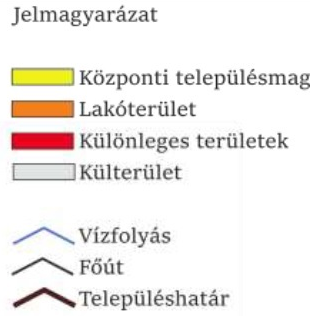 Jelmagyarázat
Központi településmag
Lakóterület
Különleges területek
Külterület
Vízfolyás
Főút
Településhatár